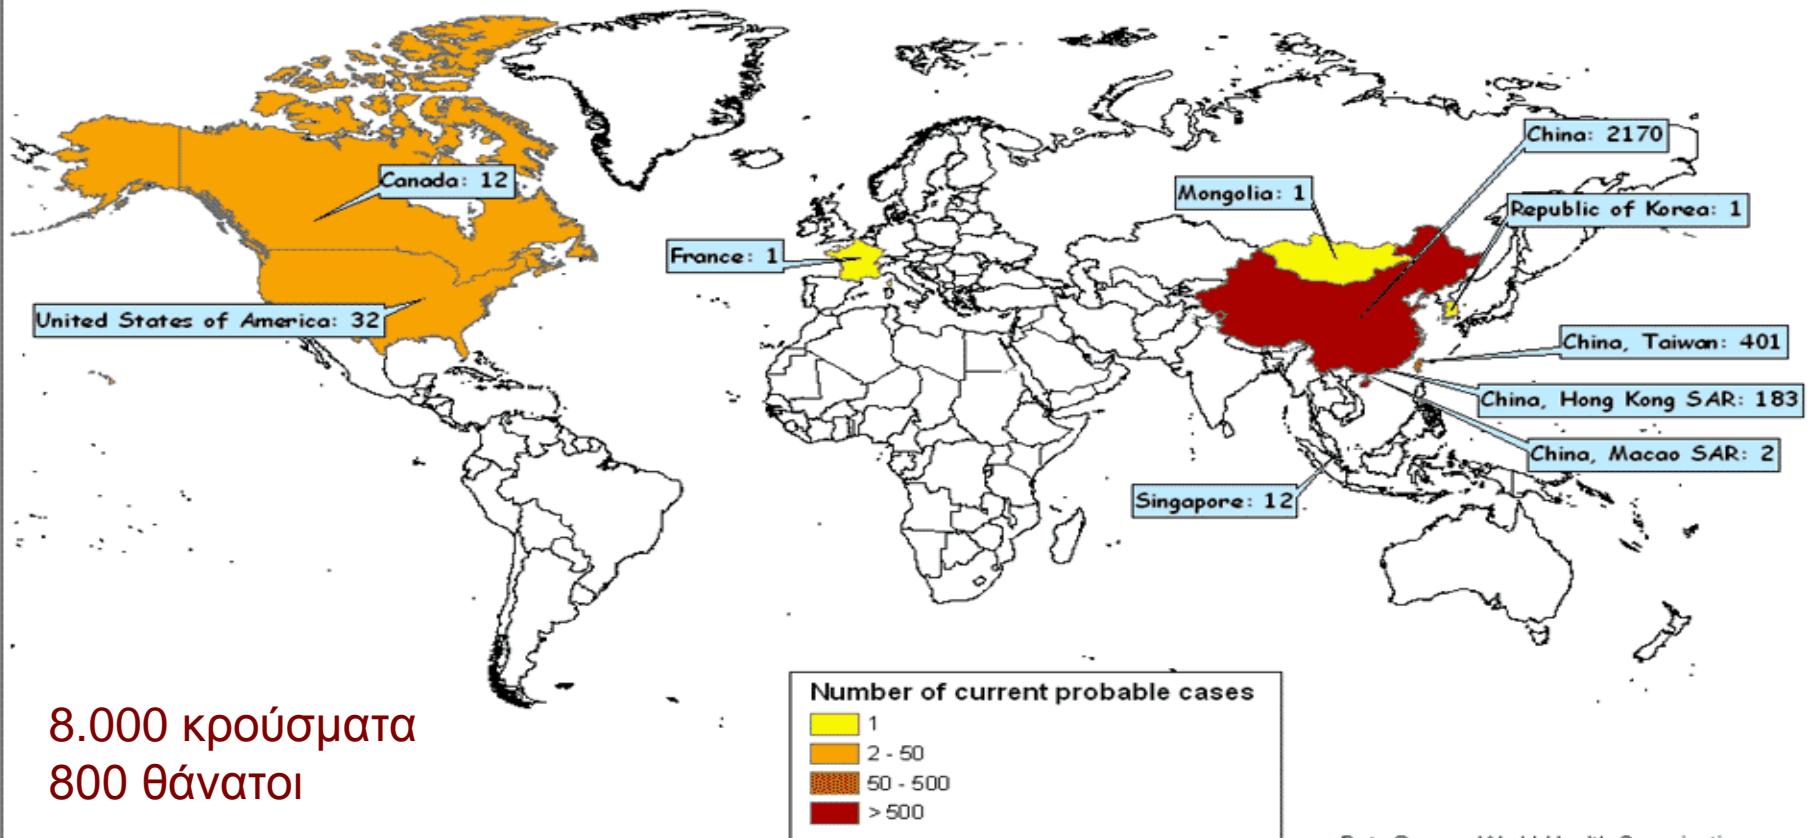 China: 2170
Canada: 12
Mongolia: 1
Republic of Korea: 1
France: 1
United States of America: 32
China, Taiwan: 401
China, Hong Kong SAR: 183
China, Macao SAR: 2
Singapore: 12
Number of current probable cases
1
2 - 50
50 - 500
> 500
8.000 κρούσματα
800 θάνατοι